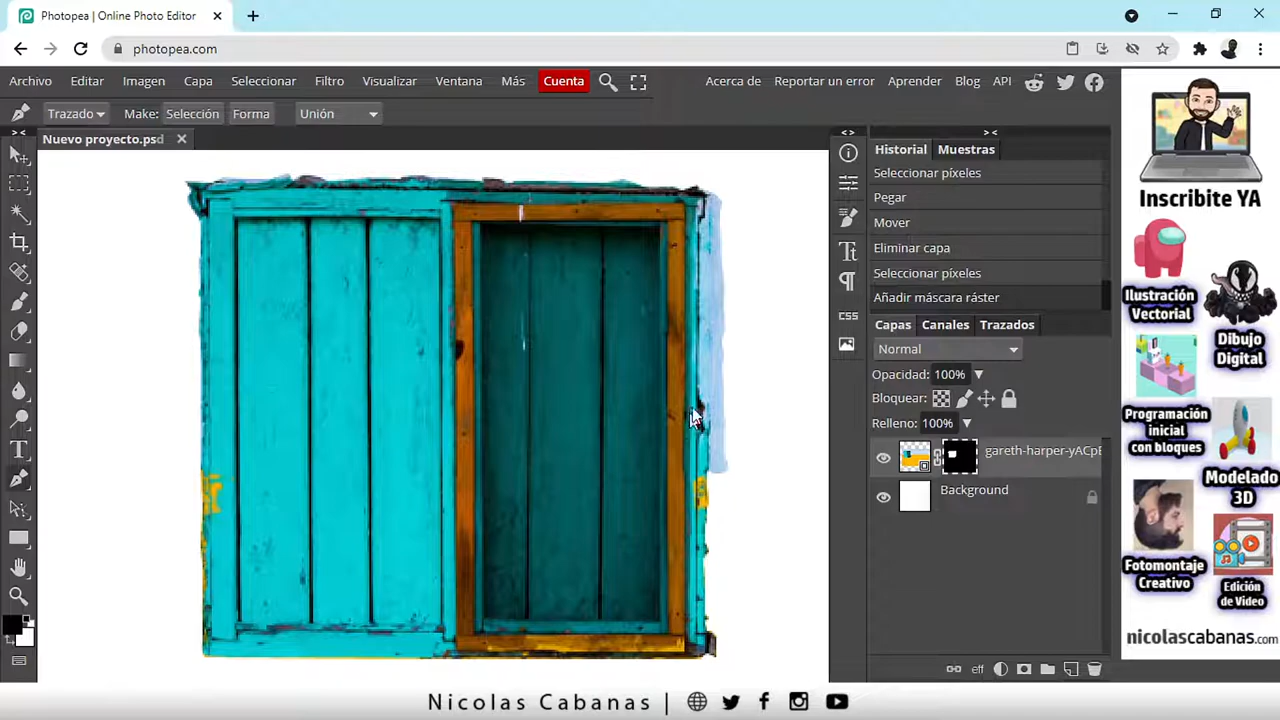 Photopea | Online Photo Editor
photopea.com
Archivo Editar Imagen Capa Seleccionar Filtro Visualizar Ventana Más Cuenta
Acerca de Reportar un error Aprender Blog API
Trazado Make: Selección Forma Unión
Nuevo proyecto.psd
Historial Muestras
Seleccionar píxeles
Pegar
Mover
Eliminar capa
Seleccionar píxeles
Añadir máscara ráster
CSS
Capas Canales Trazados
Normal
Opacidad: 100%
Bloquear:
Relleno: 100%
gareth-harper-yACpE
Background
eff
Inscribite YA
Ilustración
Vectorial
Dibujo
Digital
Programación
inicial
con bloques
Modelado
3D
Fotomontaje
Creativo
Edición
de Video
nicolascabanas.com
Nicolas Cabanas |